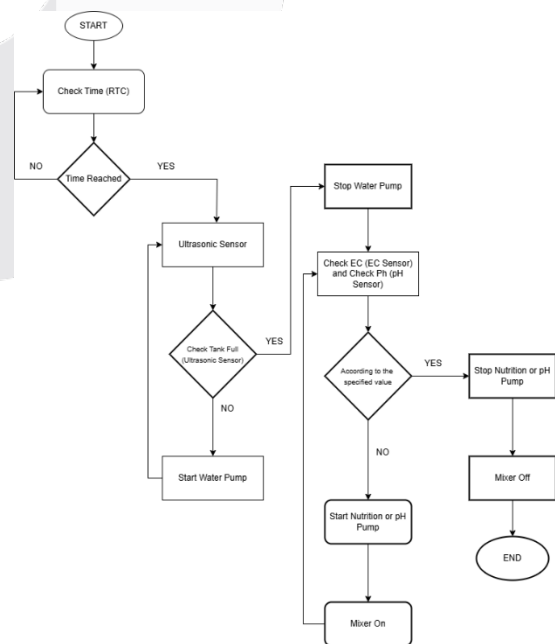 START
Check Time (RTC)
NO
Time Reached
YES
Ultrasonic Sensor
Check Tank Full
(Ultrasonic Sensor)
YES
NO
Start Water Pump
Stop Water Pump
Check EC (EC Sensor)
and Check Ph (pH
Sensor)
According to the
specified value
YES
NO
Start Nutrition or pH
Pump
Mixer On
Stop Nutrition or pH
Pump
Mixer Off
END